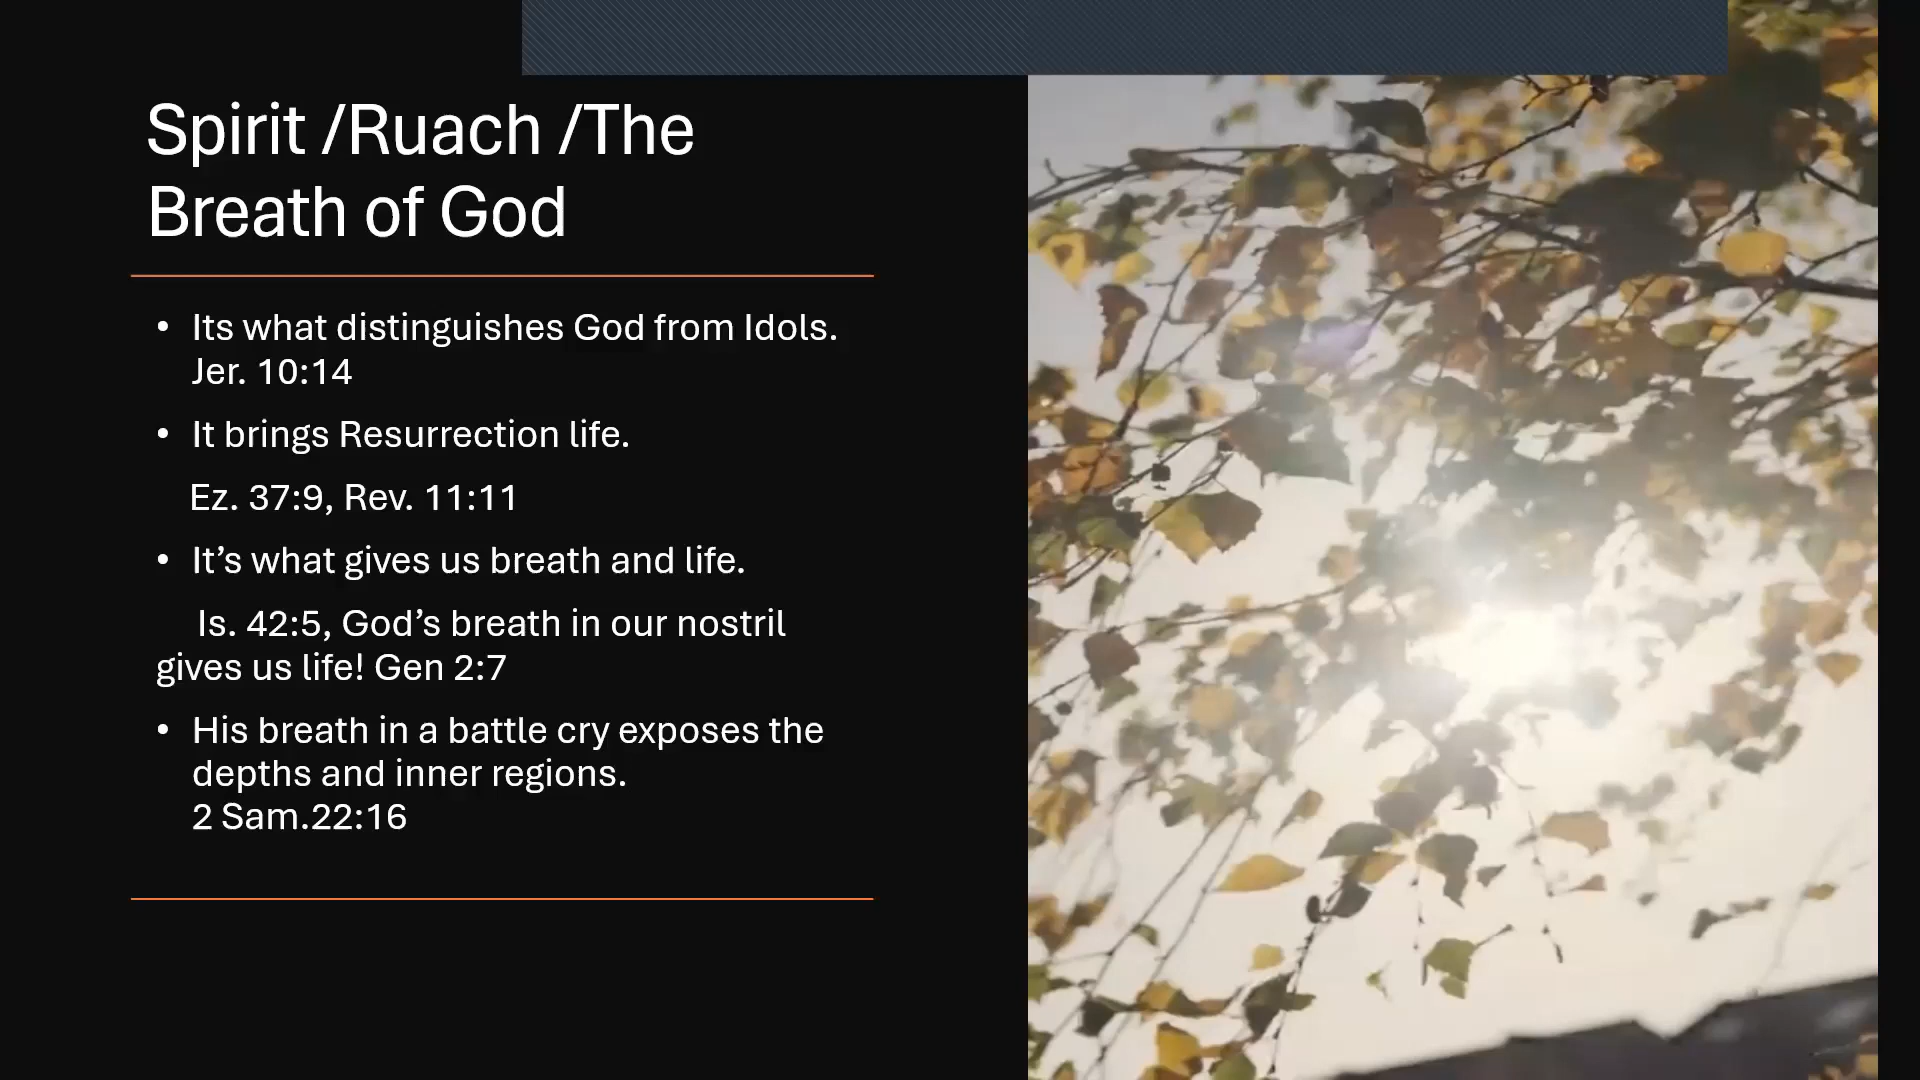 Spirit /Ruach /The
Breath of God
• Its what distinguishes God from Idols.
Jer. 10:14
• It brings Resurrection life.
Ez. 37:9, Rev. 11:11
• It’s what gives us breath and life.
Is. 42:5, God’s breath in our nostril
gives us life! Gen 2:7
• His breath in a battle cry exposes the
depths and inner regions.
2 Sam.22:16